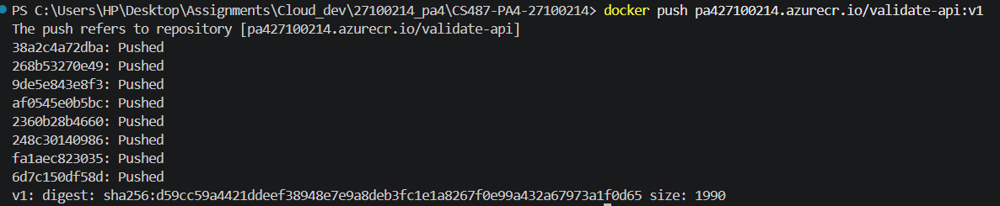 PS C:\Users\HP\Desktop\Assignments\Cloud_dev\27100214_pa4\CS487-PA4-27100214> docker push pa427100214.azurecr.io/validate-api:v1
The push refers to repository [pa427100214.azurecr.io/validate-api]
38a2c4a72dba: Pushed
268b53270e49: Pushed
9de5e843e8f3: Pushed
af0545e0b5bc: Pushed
2360b28b4660: Pushed
248c30140986: Pushed
fa1aec823035: Pushed
6d7c150df58d: Pushed
v1: digest: sha256:d59cc59a4421ddeef38948e7e9a8deb3fc1e1a8267f0e99a432a67973a1f0d65 size: 1990